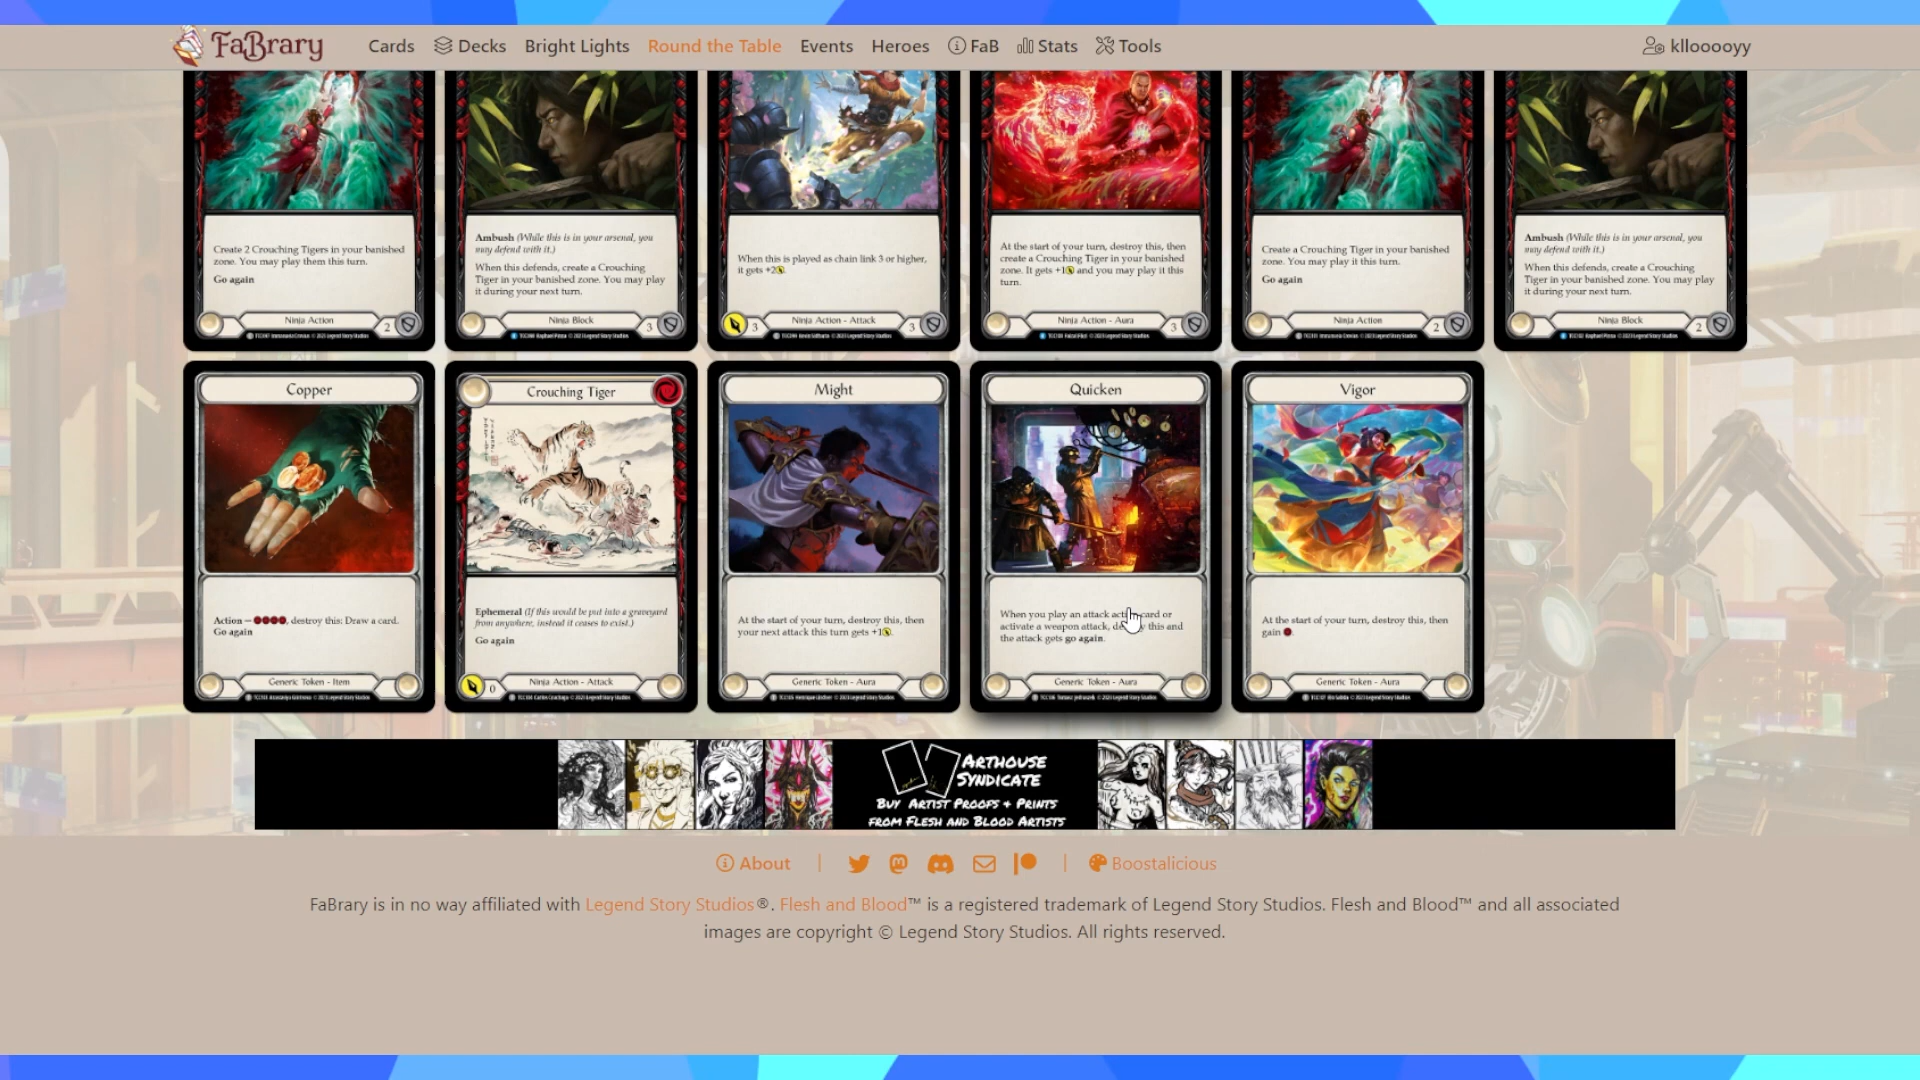 FaBrary
Cards Decks Bright Lights Round the Table Events Heroes FaB Stats Tools kllooooyy
Create 2 Crouching Tigers in your banished
zone. You may play them this turn.
Go again
Ninja Action
2
Ambush (While this is in your arsenal, you
may defend with it.)
When this defends, create a Crouching
Tiger in your banished zone. You may play
it during your next turn.
Ninja Block
3
When this is played as chain link 3 or higher,
it gets +2
3
Ninja Action - Attack
3
At the start of your turn, destroy this, then
create a Crouching Tiger in your banished
zone. It gets +1 and you may play it this
turn.
Ninja Action - Aura
3
Create a Crouching Tiger in your banished
zone. You may play it this turn.
Go again
Ninja Action
2
Ambush (While this is in your arsenal, you
may defend with it.)
When this defends, create a Crouching
Tiger in your banished zone. You may play
it during your next turn.
Ninja Block
2
Copper
Action — , destroy this: Draw a card.
Go again
Generic Token - Item
Crouching Tiger
Ephemeral (If this would be put into a graveyard
from anywhere, instead it ceases to exist.)
Go again
0
Ninja Action - Attack
Might
At the start of your turn, destroy this, then
your next attack this turn gets +1
Generic Token - Aura
Quicken
When you play an attack action card or
activate a weapon attack, destroy this and
the attack gets go again.
Generic Token - Aura
Vigor
At the start of your turn, destroy this, then
gain
Generic Token - Aura
Arthouse
Syndicate
Buy Artist Proofs + Prints
from Flesh and Blood Artists
About | | Boostalicious
FaBrary is in no way affiliated with Legend Story Studios®. Flesh and Blood™ is a registered trademark of Legend Story Studios. Flesh and Blood™ and all associated
images are copyright © Legend Story Studios. All rights reserved.